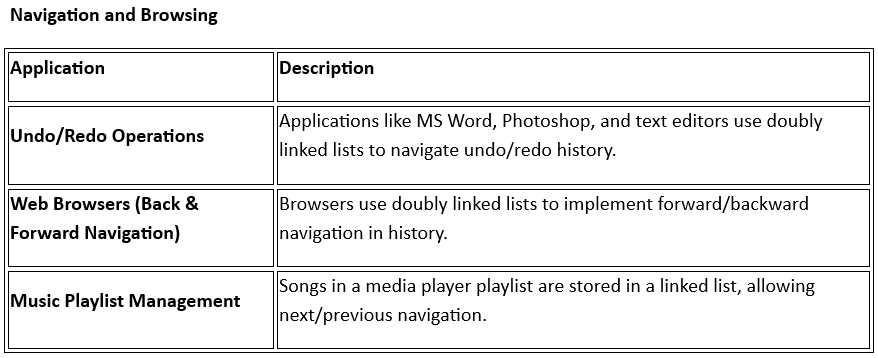 Navigation and Browsing
Application
Description
Undo/Redo Operations
Applications like MS Word, Photoshop, and text editors use doubly
linked lists to navigate undo/redo history.
Web Browsers (Back &
Forward Navigation)
Browsers use doubly linked lists to implement forward/backward
navigation in history.
Music Playlist Management
Songs in a media player playlist are stored in a linked list, allowing
next/previous navigation.